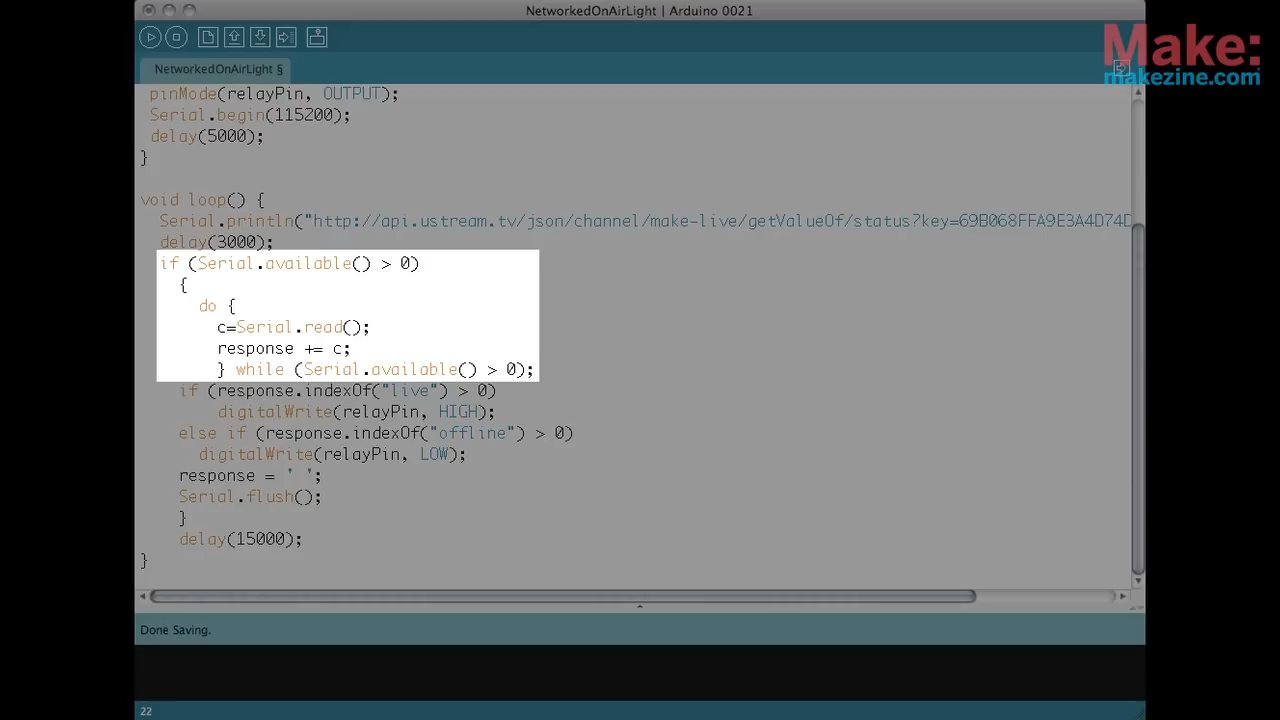 NetworkedOnAirLight | Arduino 0021
Make:
makezine.com
NetworkedOnAirLight §
pinMode(relayPin, OUTPUT);
Serial.begin(115200);
delay(5000);
}
void loop() {
Serial.println("http://api.ustream.tv/json/channel/make-live/getValueOf/status?key=69B068FFA9E3A4D74D
delay(3000);
if (Serial.available() > 0)
{
do {
c=Serial.read();
response += c;
} while (Serial.available() > 0);
if (response.indexOf("live") > 0)
digitalWrite(relayPin, HIGH);
else if (response.indexOf("offline") > 0)
digitalWrite(relayPin, LOW);
response = ' ';
Serial.flush();
}
delay(15000);
}
Done Saving.
22